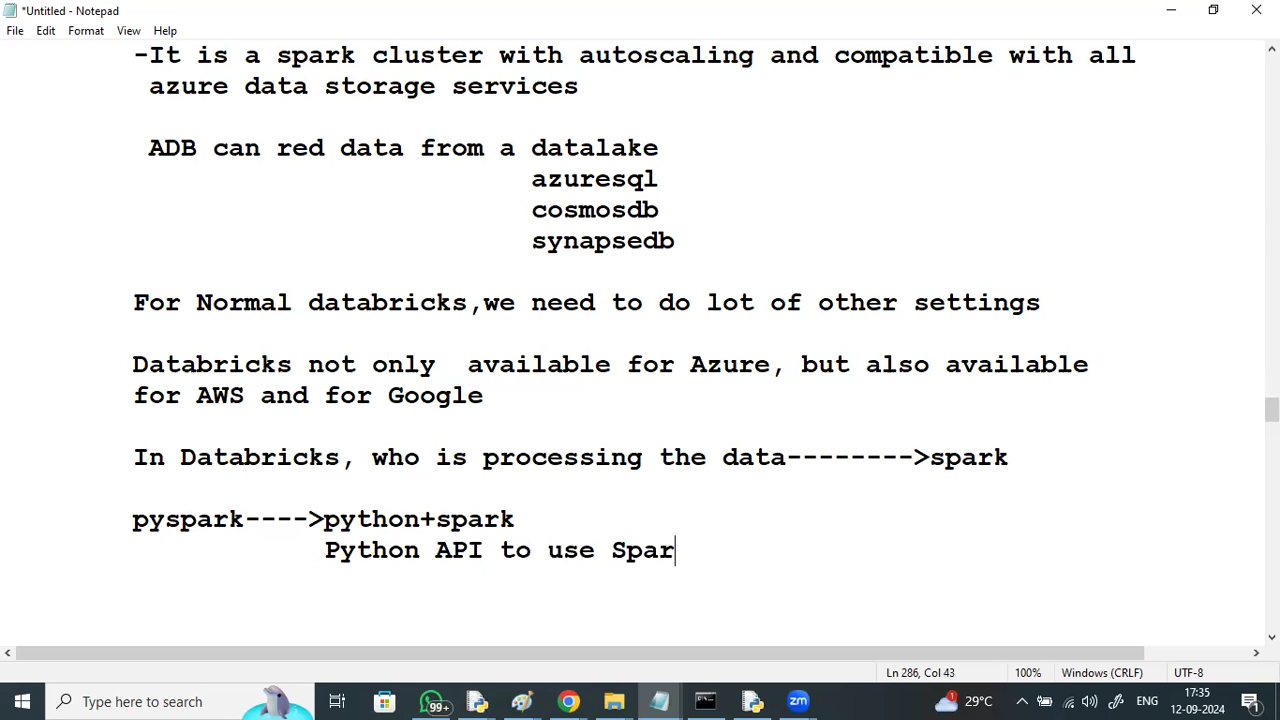 *Untitled - Notepad
File Edit Format View Help
-It is a spark cluster with autoscaling and compatible with all
azure data storage services
ADB can red data from a datalake
azuresql
cosmosdb
synapsedb
For Normal databricks,we need to do lot of other settings
Databricks not only  available for Azure, but also available
for AWS and for Google
In Databricks, who is processing the data-------->spark
pyspark---->python+spark
Python API to use Spar
Ln 286, Col 43 100% Windows (CRLF) UTF-8
Type here to search 99+ zm 1 29°C ENG 17:35 1
12-09-2024